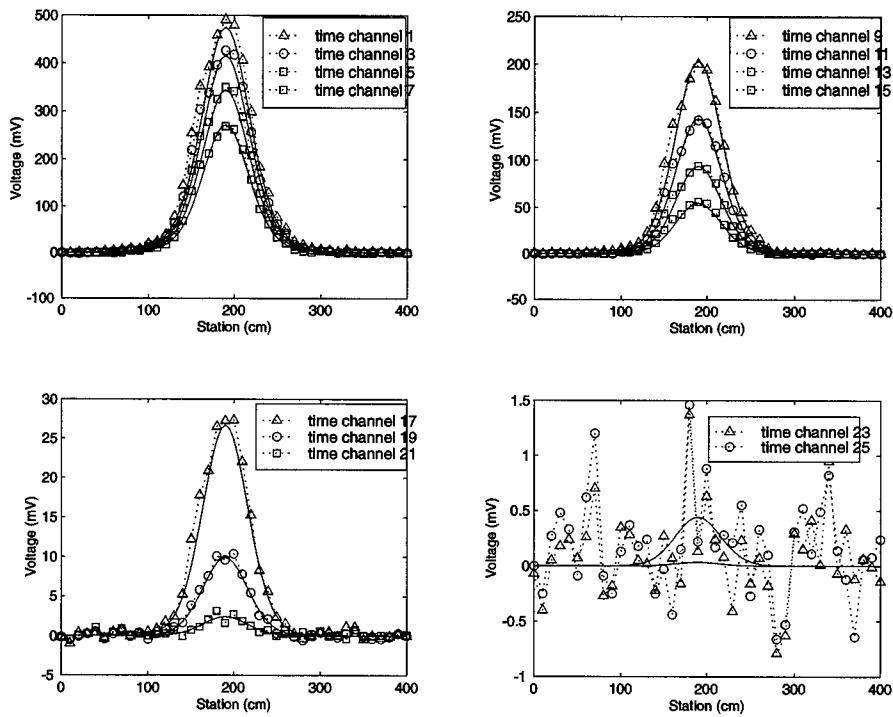 500
400
300
200
100
0
-100
0
100
200
300
400
Voltage (mV)
Station (cm)
time channel 1
time channel 3
time channel 5
time channel 7
250
200
150
100
50
0
-50
0
100
200
300
400
Voltage (mV)
Station (cm)
time channel 9
time channel 11
time channel 13
time channel 15
30
25
20
15
10
5
0
-5
0
100
200
300
400
Voltage (mV)
Station (cm)
time channel 17
time channel 19
time channel 21
1.5
1
0.5
0
-0.5
-1
0
100
200
300
400
Voltage (mV)
Station (cm)
time channel 23
time channel 25